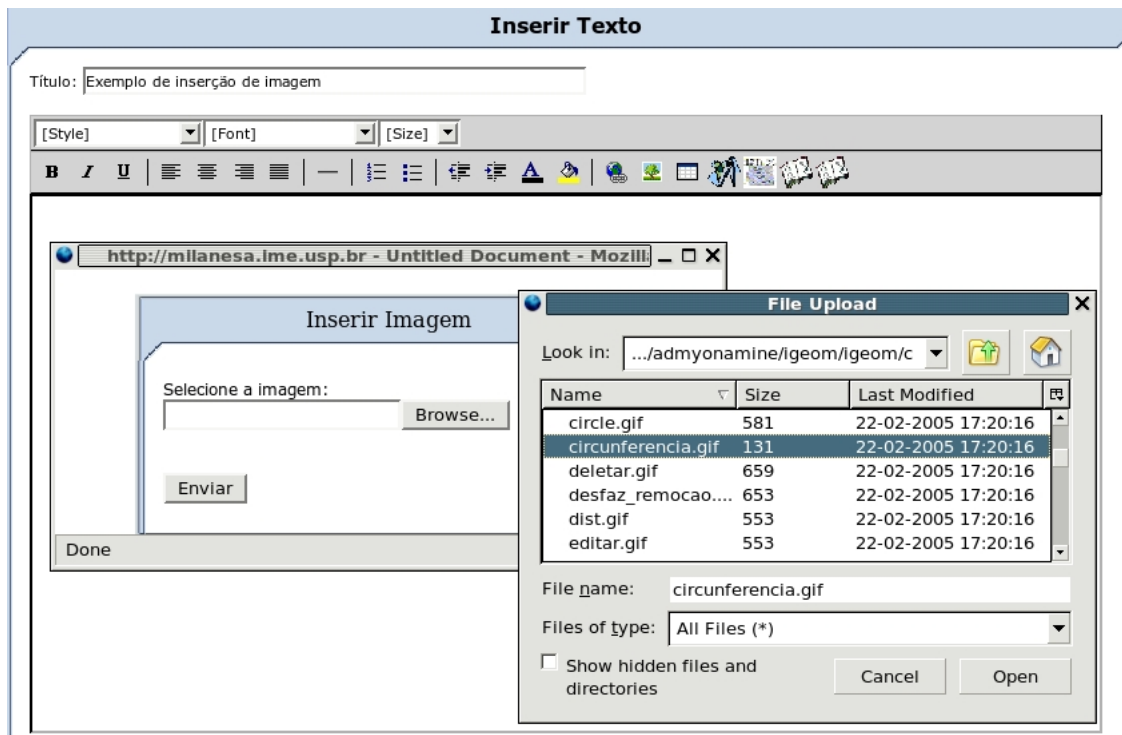 Inserir Texto
Título: Exemplo de inserção de imagem
[Style] [Font] [Size]
B I U
http://milanesa.ime.usp.br - Untitled Document - Mozill
Inserir Imagem
Selecione a imagem:
Browse...
Enviar
Done
File Upload
Look in: .../admyonamine/igeom/igeom/c
Name Size Last Modified
circle.gif 581 22-02-2005 17:20:16
circunferencia.gif 131 22-02-2005 17:20:16
deletar.gif 659 22-02-2005 17:20:16
desfaz_remocao.... 653 22-02-2005 17:20:16
dist.gif 553 22-02-2005 17:20:16
editar.gif 553 22-02-2005 17:20:16
File name: circunferencia.gif
Files of type: All Files (*)
Show hidden files and
directories
Cancel Open